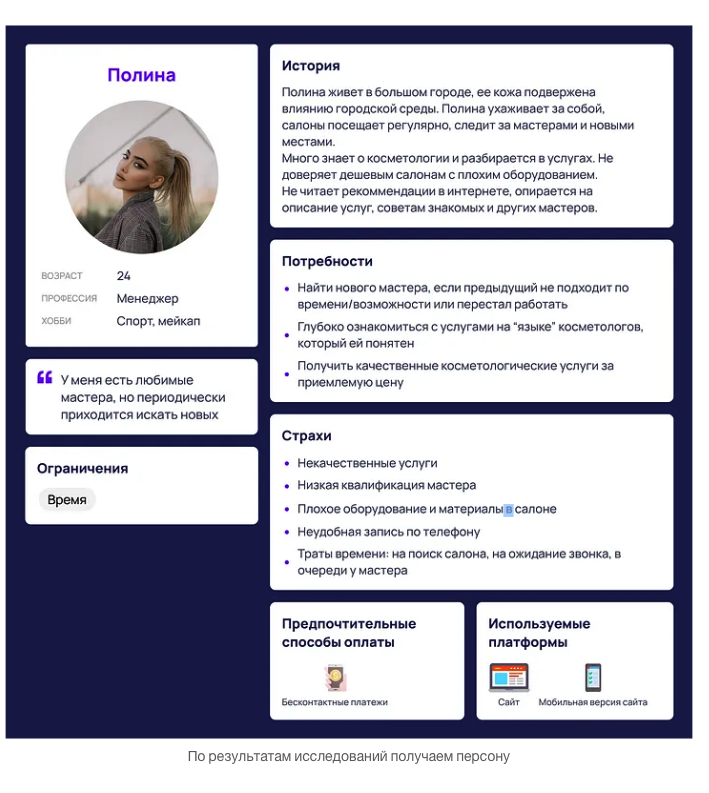 Полина
ВОЗРАСТ 24
ПРОФЕССИЯ Менеджер
ХОББИ Спорт, мейкап
У меня есть любимые
мастера, но периодически
приходится искать новых
Ограничения
Время
История
Полина живет в большом городе, ее кожа подвержена
влиянию городской среды. Полина ухаживает за собой,
салоны посещает регулярно, следит за мастерами и новыми
местами.
Много знает о косметологии и разбирается в услугах. Не
доверяет дешевым салонам с плохим оборудованием.
Не читает рекоммендации в интернете, опирается на
описание услуг, советам знакомых и других мастеров.
Потребности
Найти нового мастера, если предыдущий не подходит по
времени/возможности или перестал работать
Глубоко ознакомиться с услугами на “языке” косметологов,
который ей понятен
Получить качественные косметологические услуги за
приемлемую цену
Страхи
Некачественные услуги
Низкая квалификация мастера
Плохое оборудование и материалы в салоне
Неудобная запись по телефону
Траты времени: на поиск салона, на ожидание звонка, в
очереди у мастера
Предпочтительные
способы оплаты
Бесконтактные платежи
Используемые
платформы
Сайт Мобильная версия сайта
По результатам исследований получаем персону